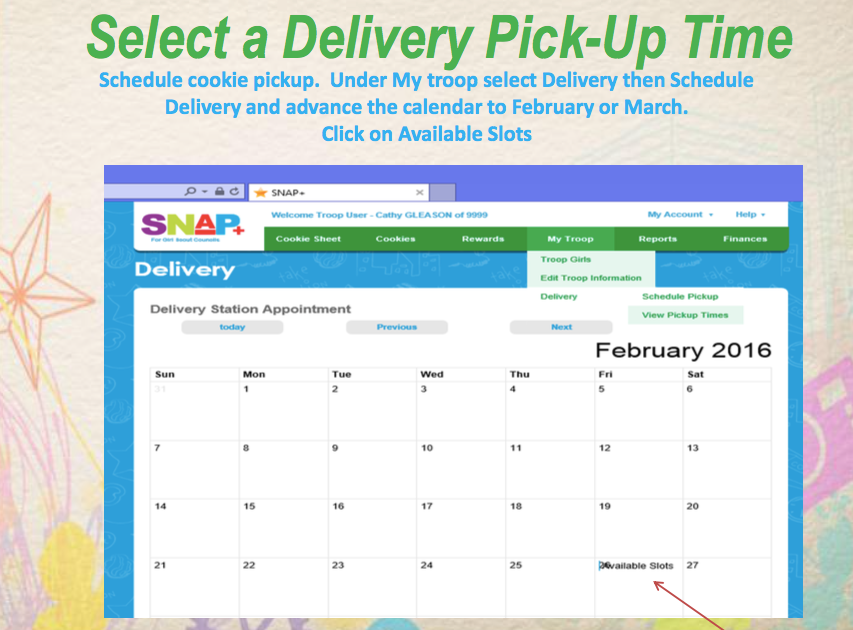 Select a Delivery Pick-Up Time
Schedule cookie pickup.  Under My troop select Delivery then Schedule
Delivery and advance the calendar to February or March.
Click on Available Slots
SNAP+
SNAP+
For Girl Scout Councils
Welcome Troop User - Cathy GLEASON of 9999
My Account
Help
Cookie Sheet Cookies Rewards My Troop Reports Finances
Troop Girls
Edit Troop Information
Delivery
Schedule Pickup
View Pickup Times
Delivery
Delivery Station Appointment
today Previous Next
February 2016
Sun Mon Tue Wed Thu Fri Sat
31 1 2 3 4 5 6
7 8 9 10 11 12 13
14 15 16 17 18 19 20
21 22 23 24 25 26 Available Slots 27